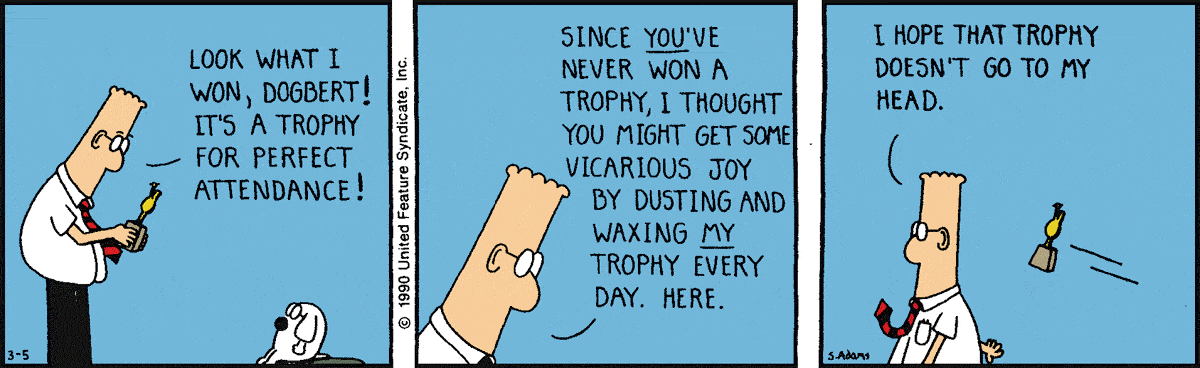 LOOK WHAT I
WON, DOGBERT!
IT'S A TROPHY
FOR PERFECT
ATTENDANCE!
3-5
© 1990 United Feature Syndicate, Inc.
SINCE YOU'VE
NEVER WON A
TROPHY, I THOUGHT
YOU MIGHT GET SOME
VICARIOUS JOY
BY DUSTING AND
WAXING MY
TROPHY EVERY
DAY. HERE.
I HOPE THAT TROPHY
DOESN'T GO TO MY
HEAD.
S.Adams